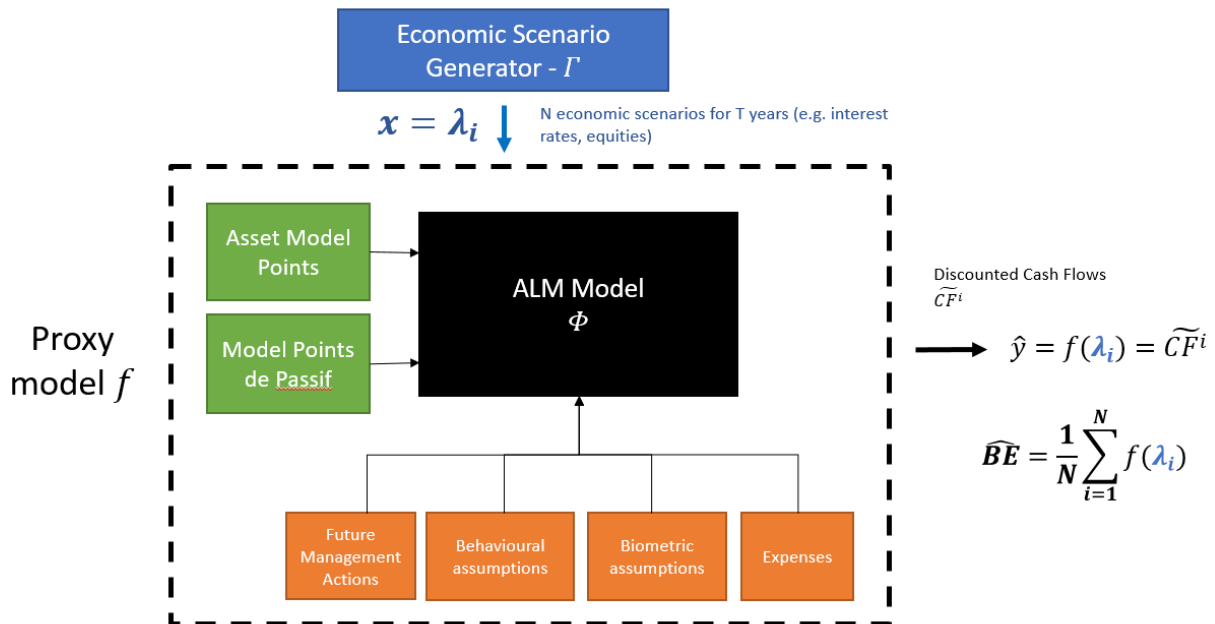 Economic Scenario
Generator - Γ
x = λᵢ
N economic scenarios for T years (e.g. interest
rates, equities)
Asset Model
Points
ALM Model
Φ
Model Points
de Passif
Proxy
model f
Discounted Cash Flows
C͠Fⁱ
ŷ = f(λᵢ) = C͠Fⁱ
B͡E = 1/N ∑ᵢ₌₁ᴺ f(λᵢ)
Future
Management
Actions
Behavioural
assumptions
Biometric
assumptions
Expenses